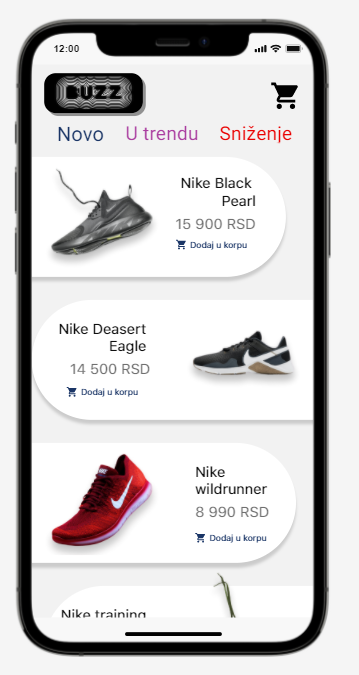 12:00
BUZZ
Novo U trendu Sniženje
Nike Black
Pearl
15 900 RSD
Dodaj u korpu
Nike Deasert
Eagle
14 500 RSD
Dodaj u korpu
Nike
wildrunner
8 990 RSD
Dodaj u korpu
Nike training